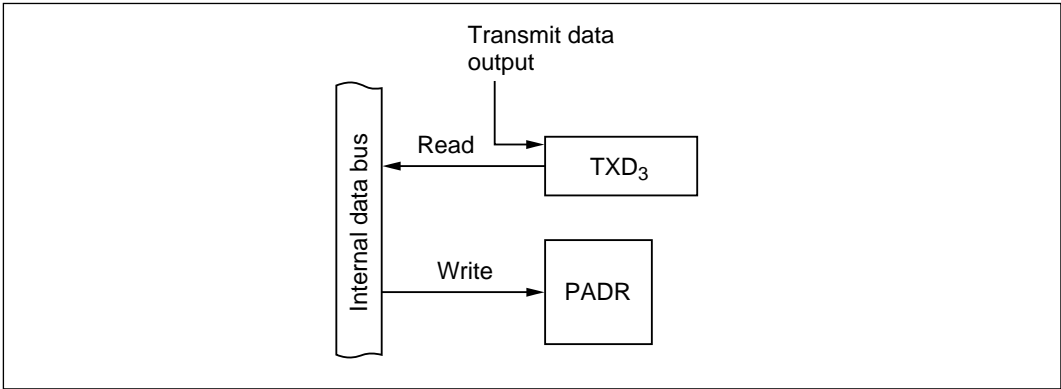 Transmit data
output
Read
TXD₃
Internal data bus
Write
PADR